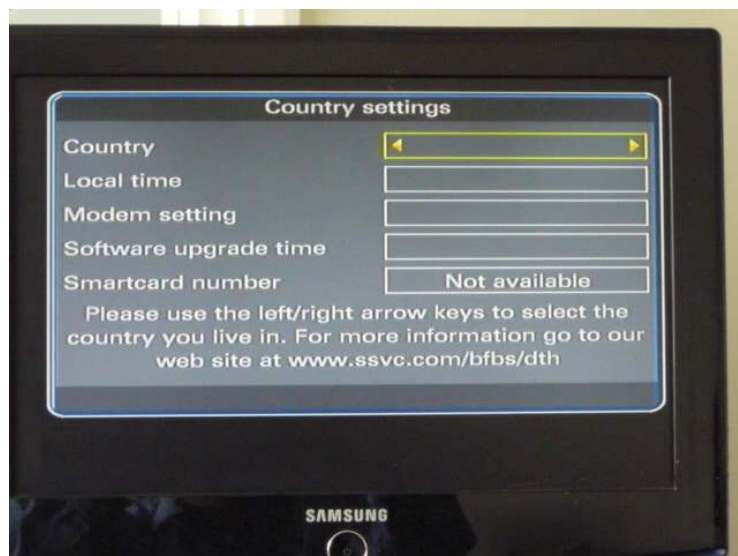 Country settings
Country
Local time
Modem setting
Software upgrade time
Smartcard number Not available
Please use the left/right arrow keys to select the
country you live in. For more information go to our
web site at www.ssvc.com/bfbs/dth
SAMSUNG